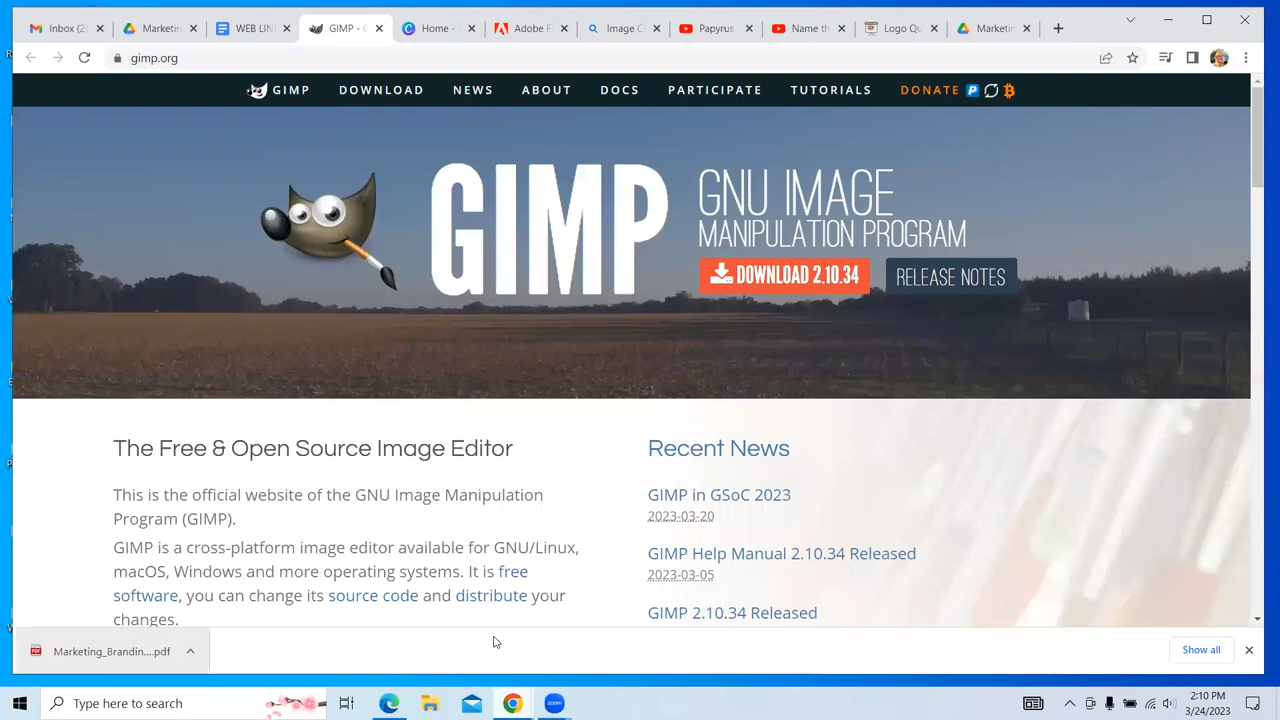 Inbox (2)
Marketin
WEB LIN
GIMP - G
Home -
Adobe F
Image C
Papyrus
Name th
Logo Qu
Marketin
gimp.org
GIMP DOWNLOAD NEWS ABOUT DOCS PARTICIPATE TUTORIALS DONATE
GIMP
GNU IMAGE
MANIPULATION PROGRAM
DOWNLOAD 2.10.34
RELEASE NOTES
The Free & Open Source Image Editor
This is the official website of the GNU Image Manipulation
Program (GIMP).
GIMP is a cross-platform image editor available for GNU/Linux,
macOS, Windows and more operating systems. It is free
software, you can change its source code and distribute your
changes.
Recent News
GIMP in GSoC 2023
2023-03-20
GIMP Help Manual 2.10.34 Released
2023-03-05
GIMP 2.10.34 Released
Marketing_Brandin....pdf
Show all
Type here to search
zoom
2:10 PM
3/24/2023